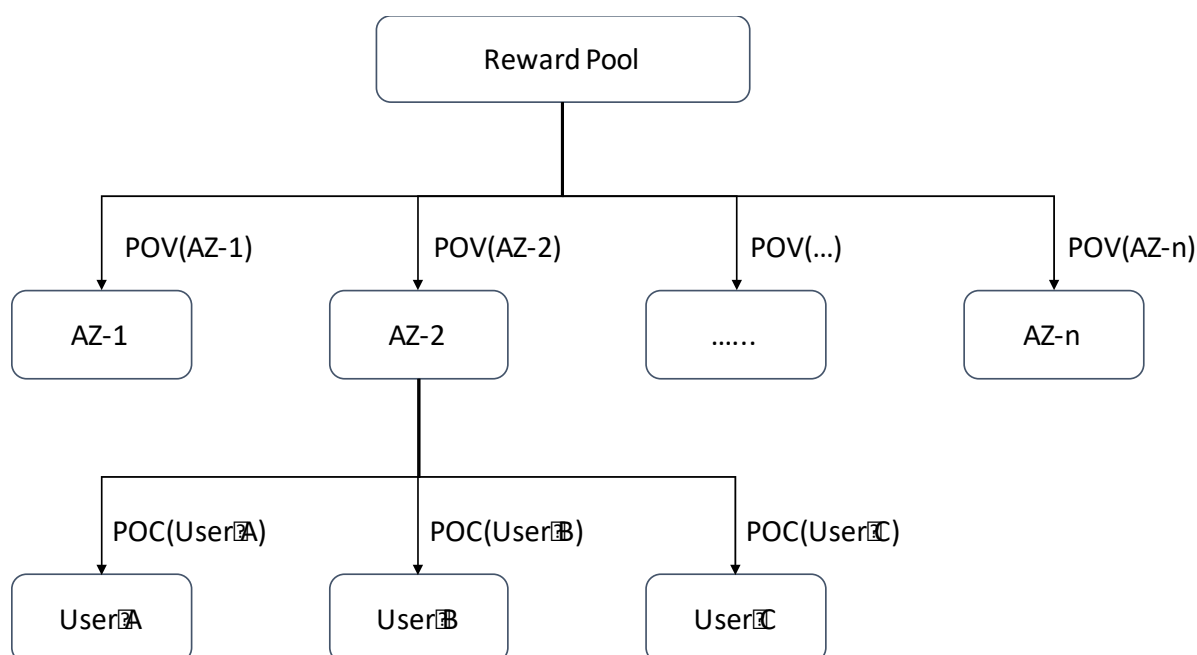 Reward Pool
POV(AZ-1)
POV(AZ-2)
POV(...)
POV(AZ-n)
AZ-1
AZ-2
......
AZ-n
POC(User�A)
POC(User�B)
POC(User�C)
User�A
User�B
User�C